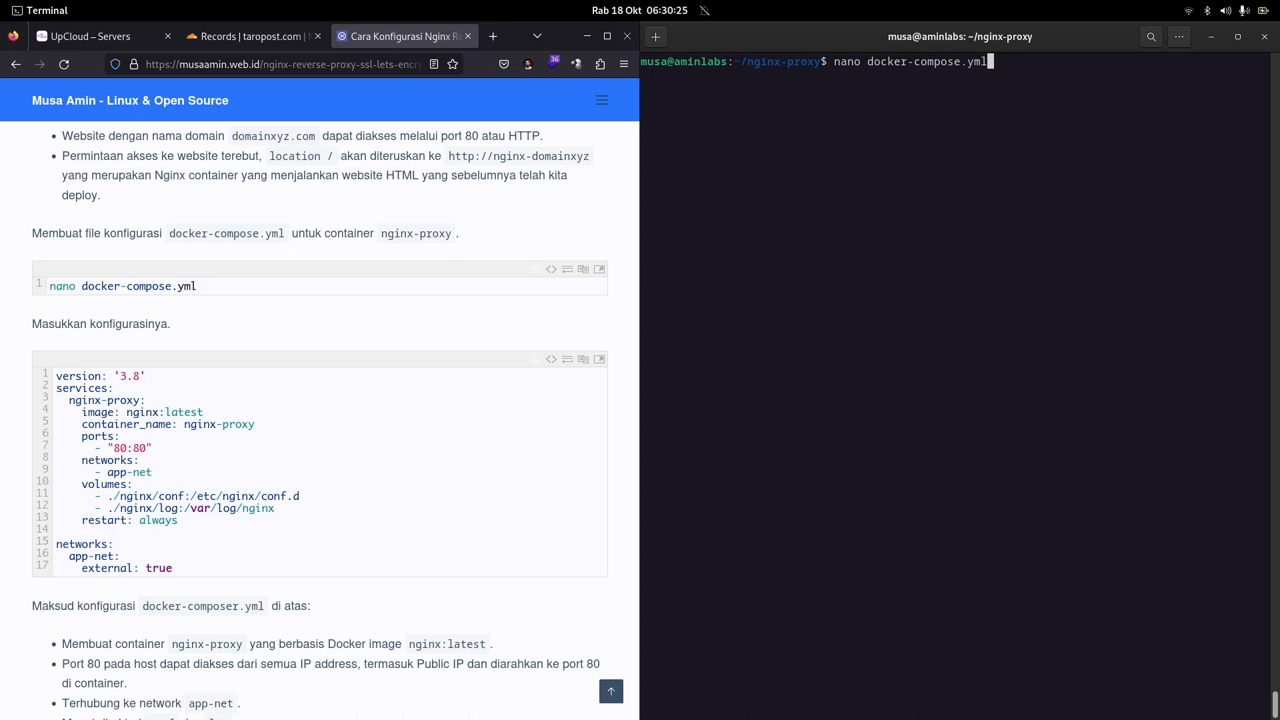 Terminal
Rab 18 Okt 06:30:25
UpCloud – Servers
Records | taropost.com |
Cara Konfigurasi Nginx Re
https://musaamin.web.id/nginx-reverse-proxy-ssl-lets-encr
36
Musa Amin - Linux & Open Source
Website dengan nama domain domainxyz.com dapat diakses melalui port 80 atau HTTP.
Permintaan akses ke website terebut, location / akan diteruskan ke http://nginx-domainxyz
yang merupakan Nginx container yang menjalankan website HTML yang sebelumnya telah kita
deploy.
Membuat file konfigurasi docker-compose.yml untuk container nginx-proxy.
1 nano docker-compose.yml
Masukkan konfigurasinya.
1 version: '3.8'
2 services:
3 nginx-proxy:
4 image: nginx:latest
5 container_name: nginx-proxy
6 ports:
7 - "80:80"
8 networks:
9 - app-net
10 volumes:
11 - ./nginx/conf:/etc/nginx/conf.d
12 - ./nginx/log:/var/log/nginx
13 restart: always
14
15 networks:
16 app-net:
17 external: true
Maksud konfigurasi docker-composer.yml di atas:
Membuat container nginx-proxy yang berbasis Docker image nginx:latest.
Port 80 pada host dapat diakses dari semua IP address, termasuk Public IP dan diarahkan ke port 80
di container.
Terhubung ke network app-net.
musa@aminlabs:~/nginx-proxy
musa@aminlabs:~/nginx-proxy$ nano docker-compose.yml